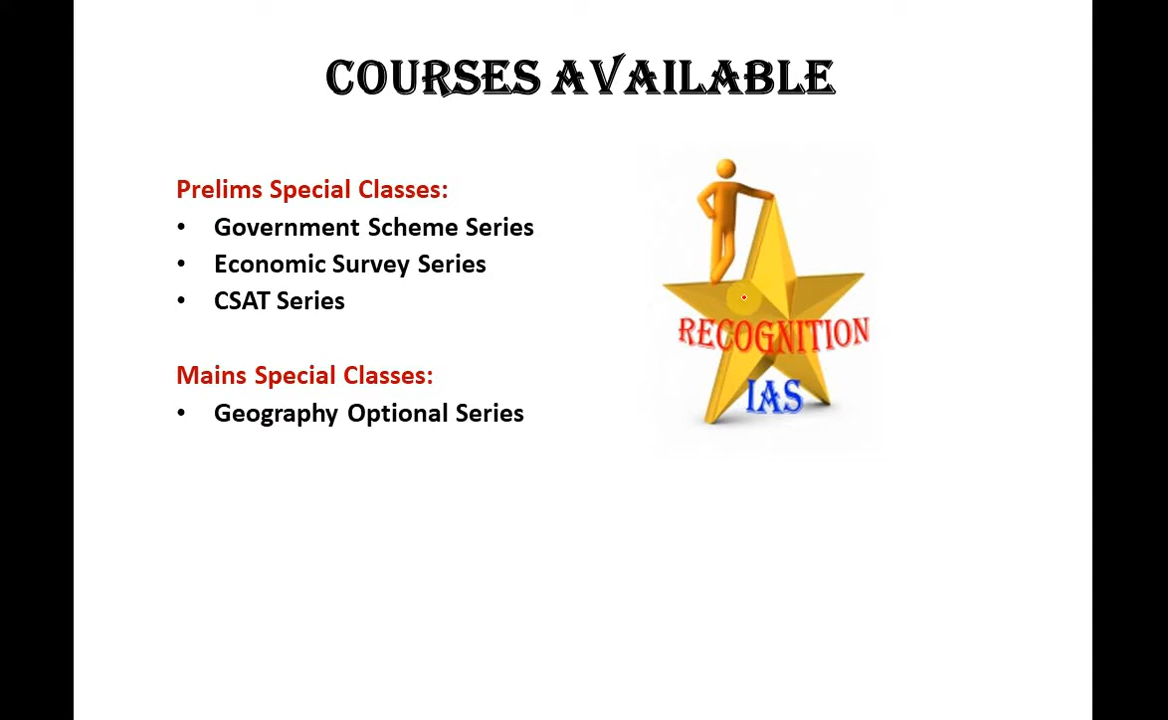 COURSES AVAILABLE
Prelims Special Classes:
• Government Scheme Series
• Economic Survey Series
• CSAT Series
Mains Special Classes:
• Geography Optional Series
RECOGNITION
IAS